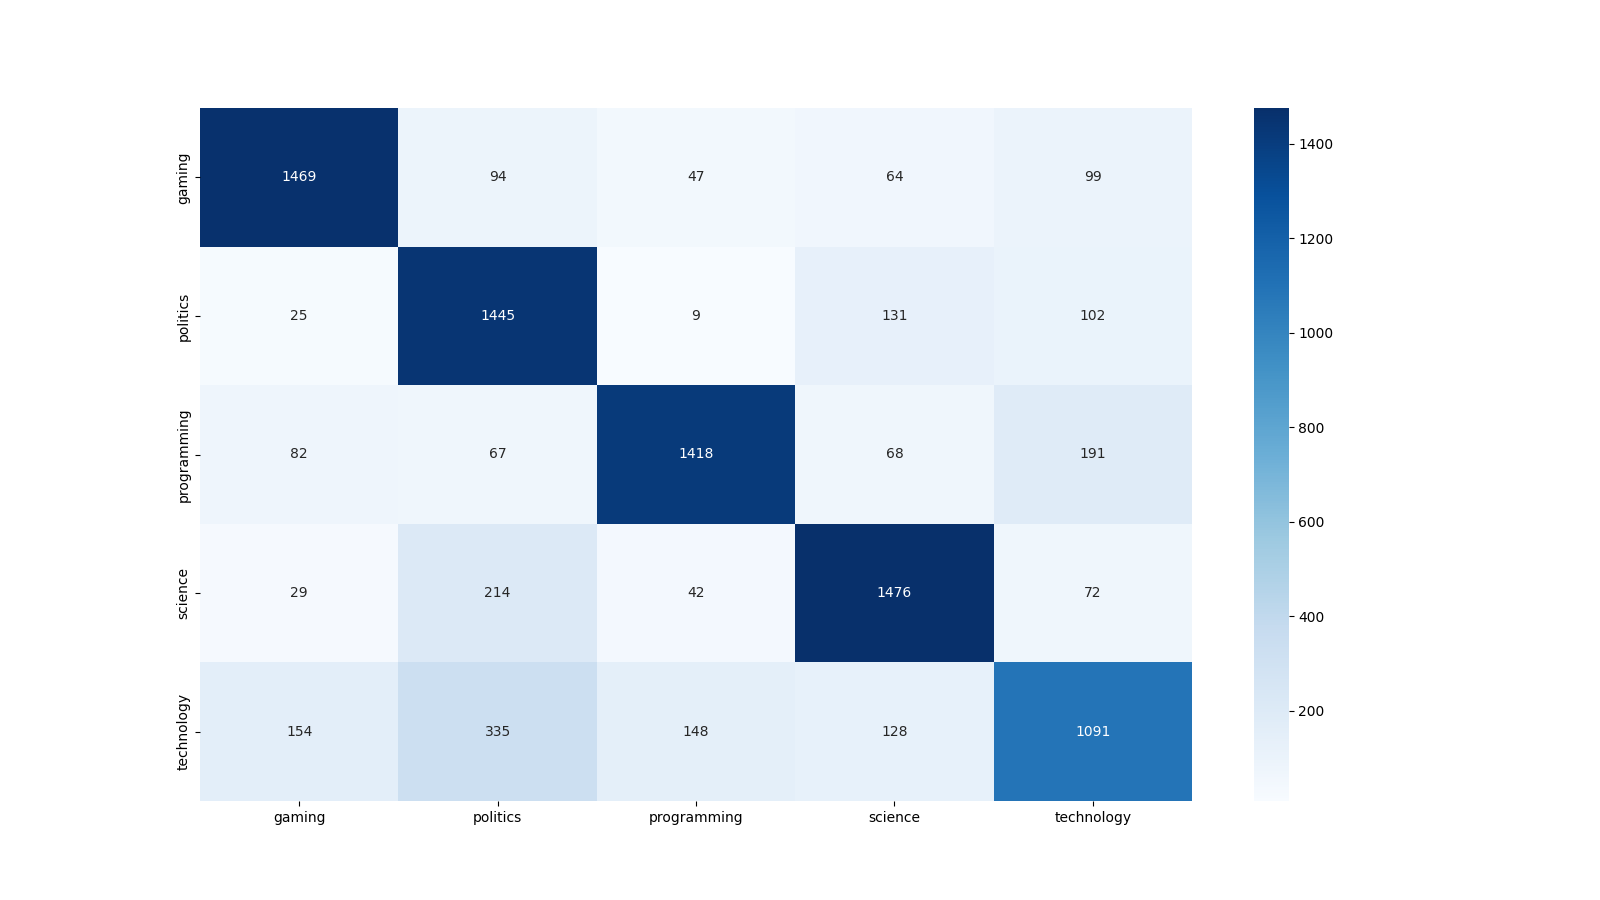 gaming 1469 94 47 64 99
politics 25 1445 9 131 102
programming 82 67 1418 68 191
science 29 214 42 1476 72
technology 154 335 148 128 1091
gaming politics programming science technology
1400
1200
1000
800
600
400
200